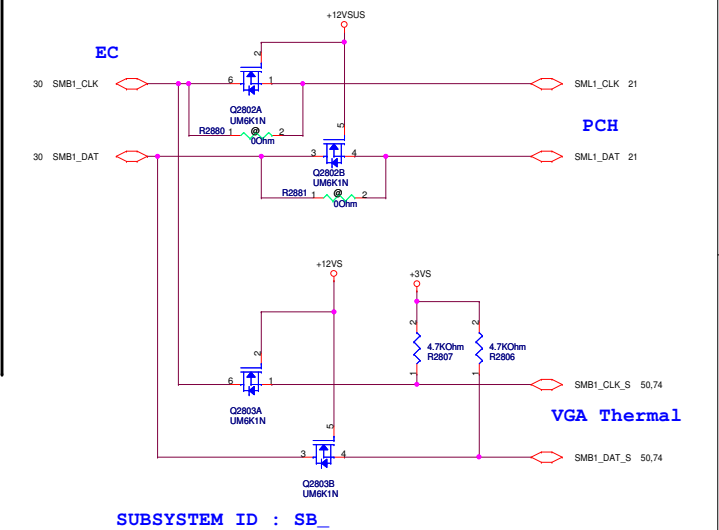 +12VSUS
EC
2
30 SMB1_CLK
6
1
SML1_CLK 21
Q2802A
UM6K1N
R2880 1
@
2
0Ohm
5
PCH
30 SMB1_DAT
3
4
SML1_DAT 21
Q2802B
UM6K1N
R2881 1
@
2
0Ohm
+12VS
+3VS
2
2
4.7KOhm
R2807
4.7KOhm
R2806
2
1
1
6
1
SMB1_CLK_S 50,74
Q2803A
UM6K1N
VGA Thermal
5
3
4
SMB1_DAT_S 50,74
Q2803B
UM6K1N
SUBSYSTEM ID : SB_